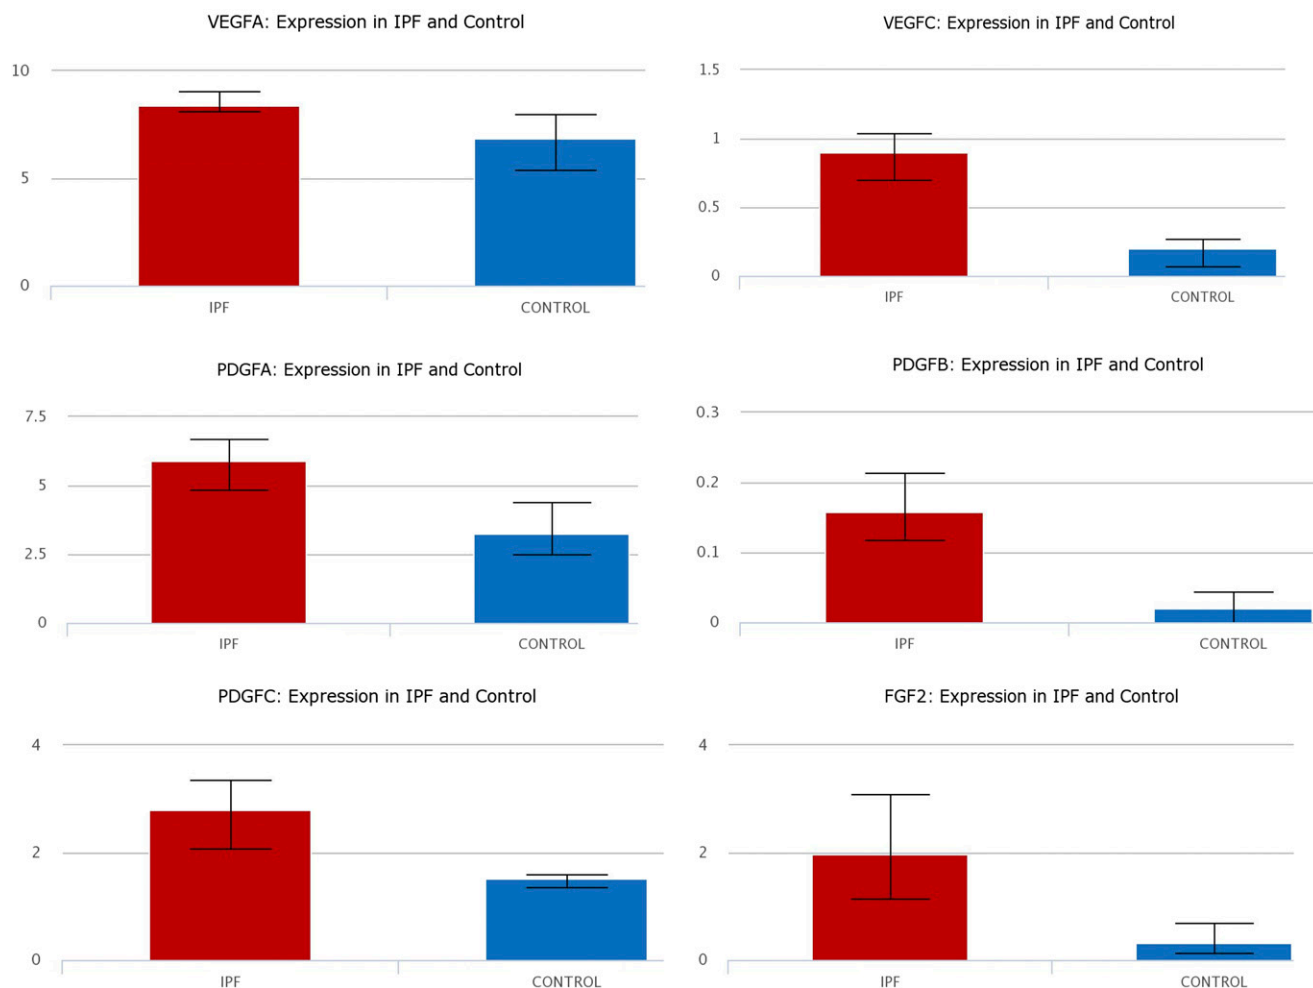 VEGFA: Expression in IPF and Control
10
5
0
IPF CONTROL
VEGFC: Expression in IPF and Control
1.5
1
0.5
0
IPF CONTROL
PDGFA: Expression in IPF and Control
7.5
5
2.5
0
IPF CONTROL
PDGFB: Expression in IPF and Control
0.3
0.2
0.1
0
IPF CONTROL
PDGFC: Expression in IPF and Control
4
2
0
IPF CONTROL
FGF2: Expression in IPF and Control
4
2
0
IPF CONTROL